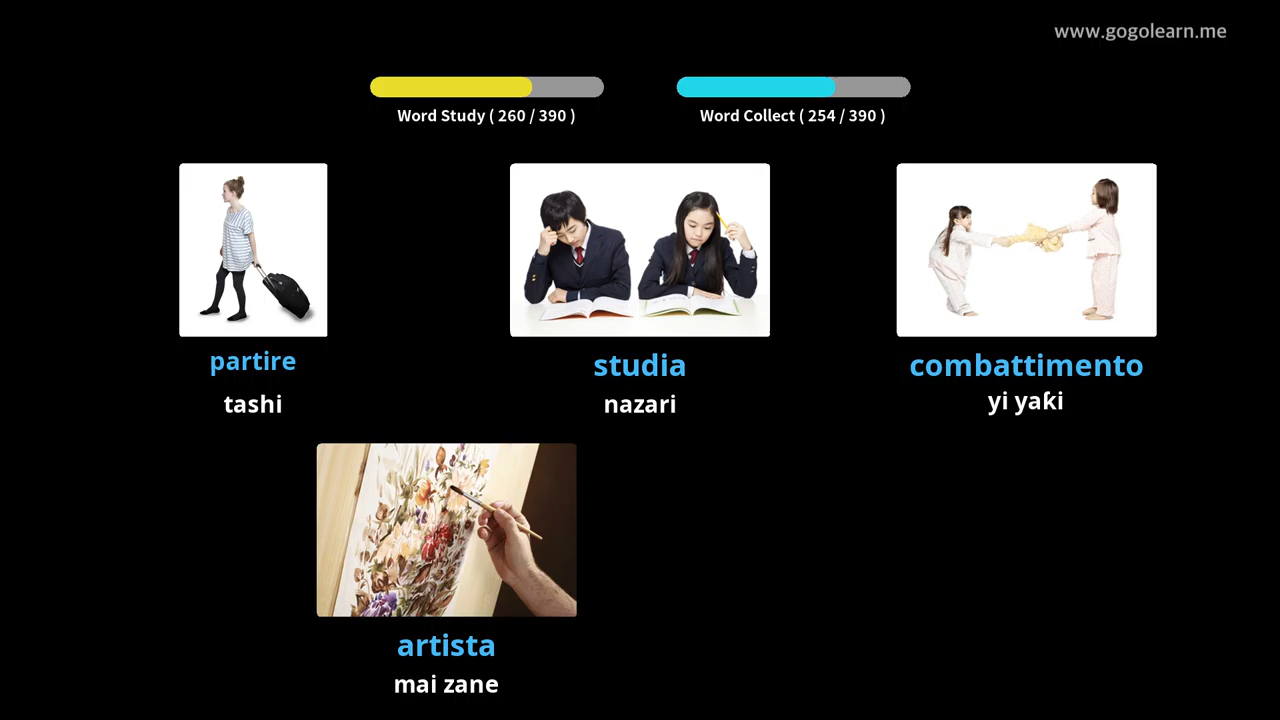 www.gogolearn.me
Word Study ( 260 / 390 )
Word Collect ( 254 / 390 )
partire
tashi
studia
nazari
combattimento
yi yaƙi
artista
mai zane